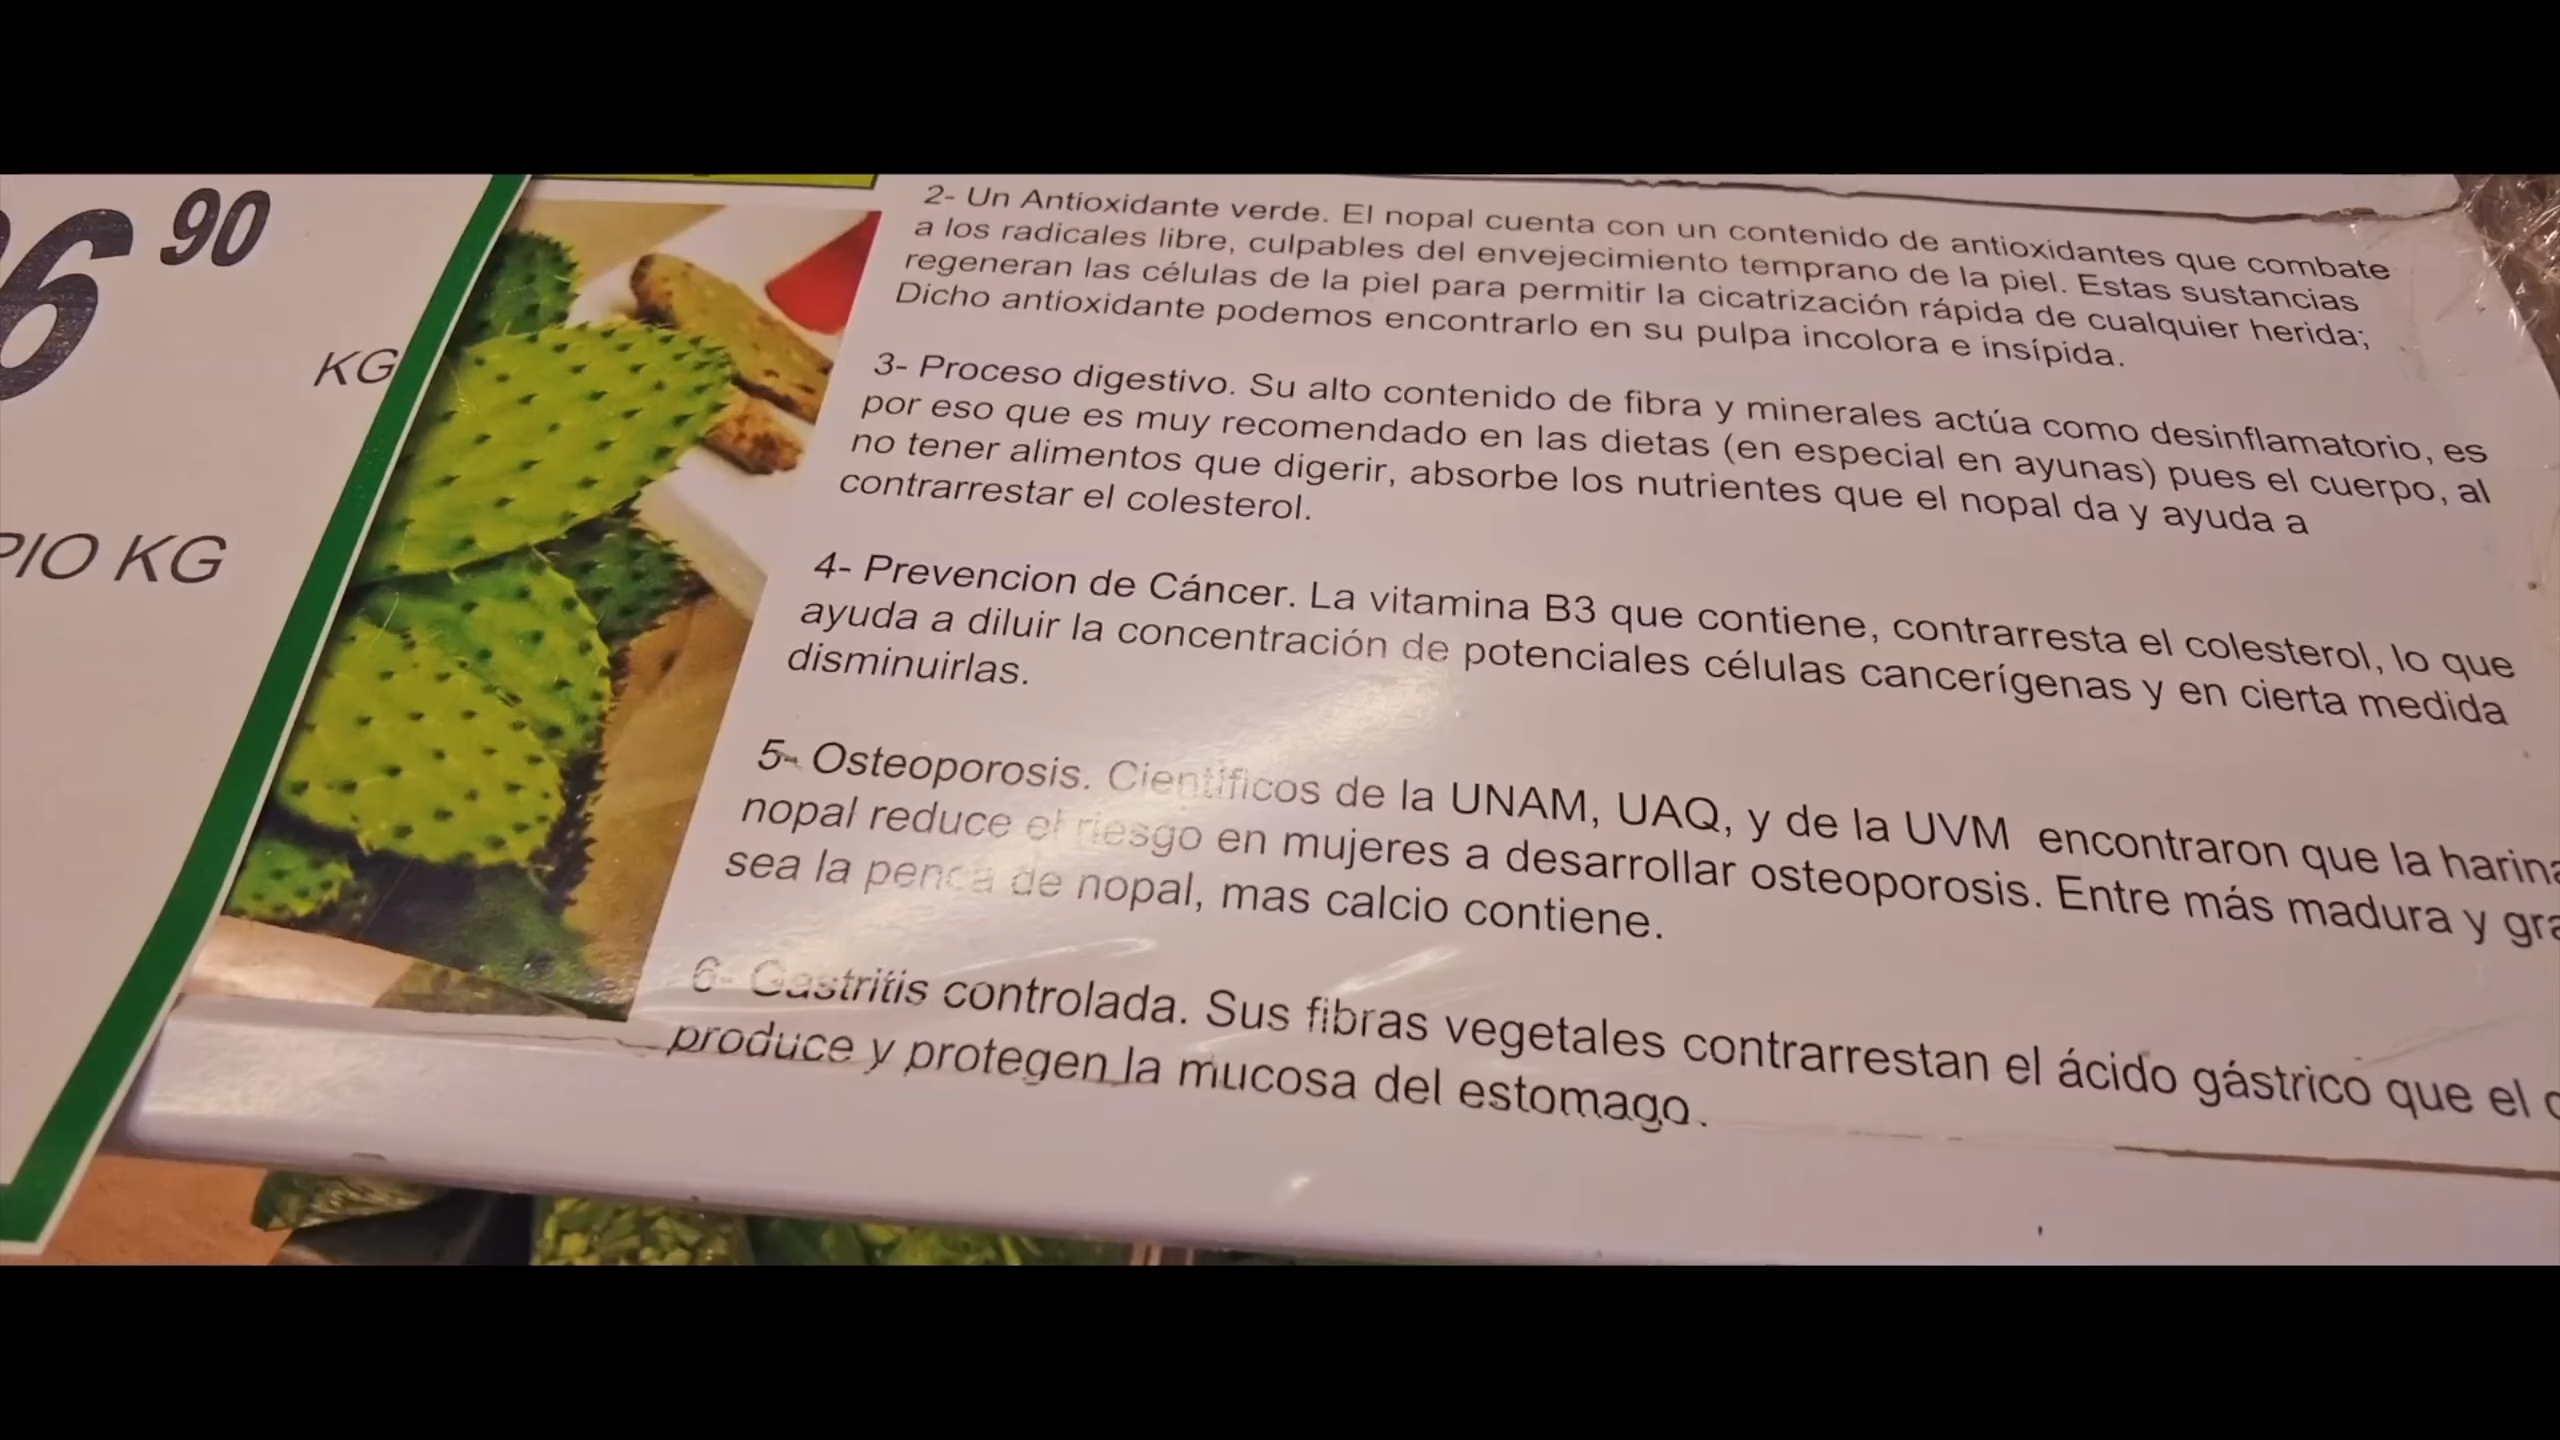 6 90
KG
PIO KG
2- Un Antioxidante verde. El nopal cuenta con un contenido de antioxidantes que combate
a los radicales libre, culpables del envejecimiento temprano de la piel. Estas sustancias
regeneran las células de la piel para permitir la cicatrización rápida de cualquier herida;
Dicho antioxidante podemos encontrarlo en su pulpa incolora e insípida.
3- Proceso digestivo. Su alto contenido de fibra y minerales actúa como desinflamatorio, es
por eso que es muy recomendado en las dietas (en especial en ayunas) pues el cuerpo, al
no tener alimentos que digerir, absorbe los nutrientes que el nopal da y ayuda a
contrarrestar el colesterol.
4- Prevencion de Cáncer. La vitamina B3 que contiene, contrarresta el colesterol, lo que
ayuda a diluir la concentración de potenciales células cancerígenas y en cierta medida
disminuirlas.
5- Osteoporosis. Científicos de la UNAM, UAQ, y de la UVM encontraron que la harina
nopal reduce el riesgo en mujeres a desarrollar osteoporosis. Entre más madura y gra
sea la penca de nopal, mas calcio contiene.
6- Gastritis controlada. Sus fibras vegetales contrarrestan el ácido gástrico que el
produce y protegen la mucosa del estomago.